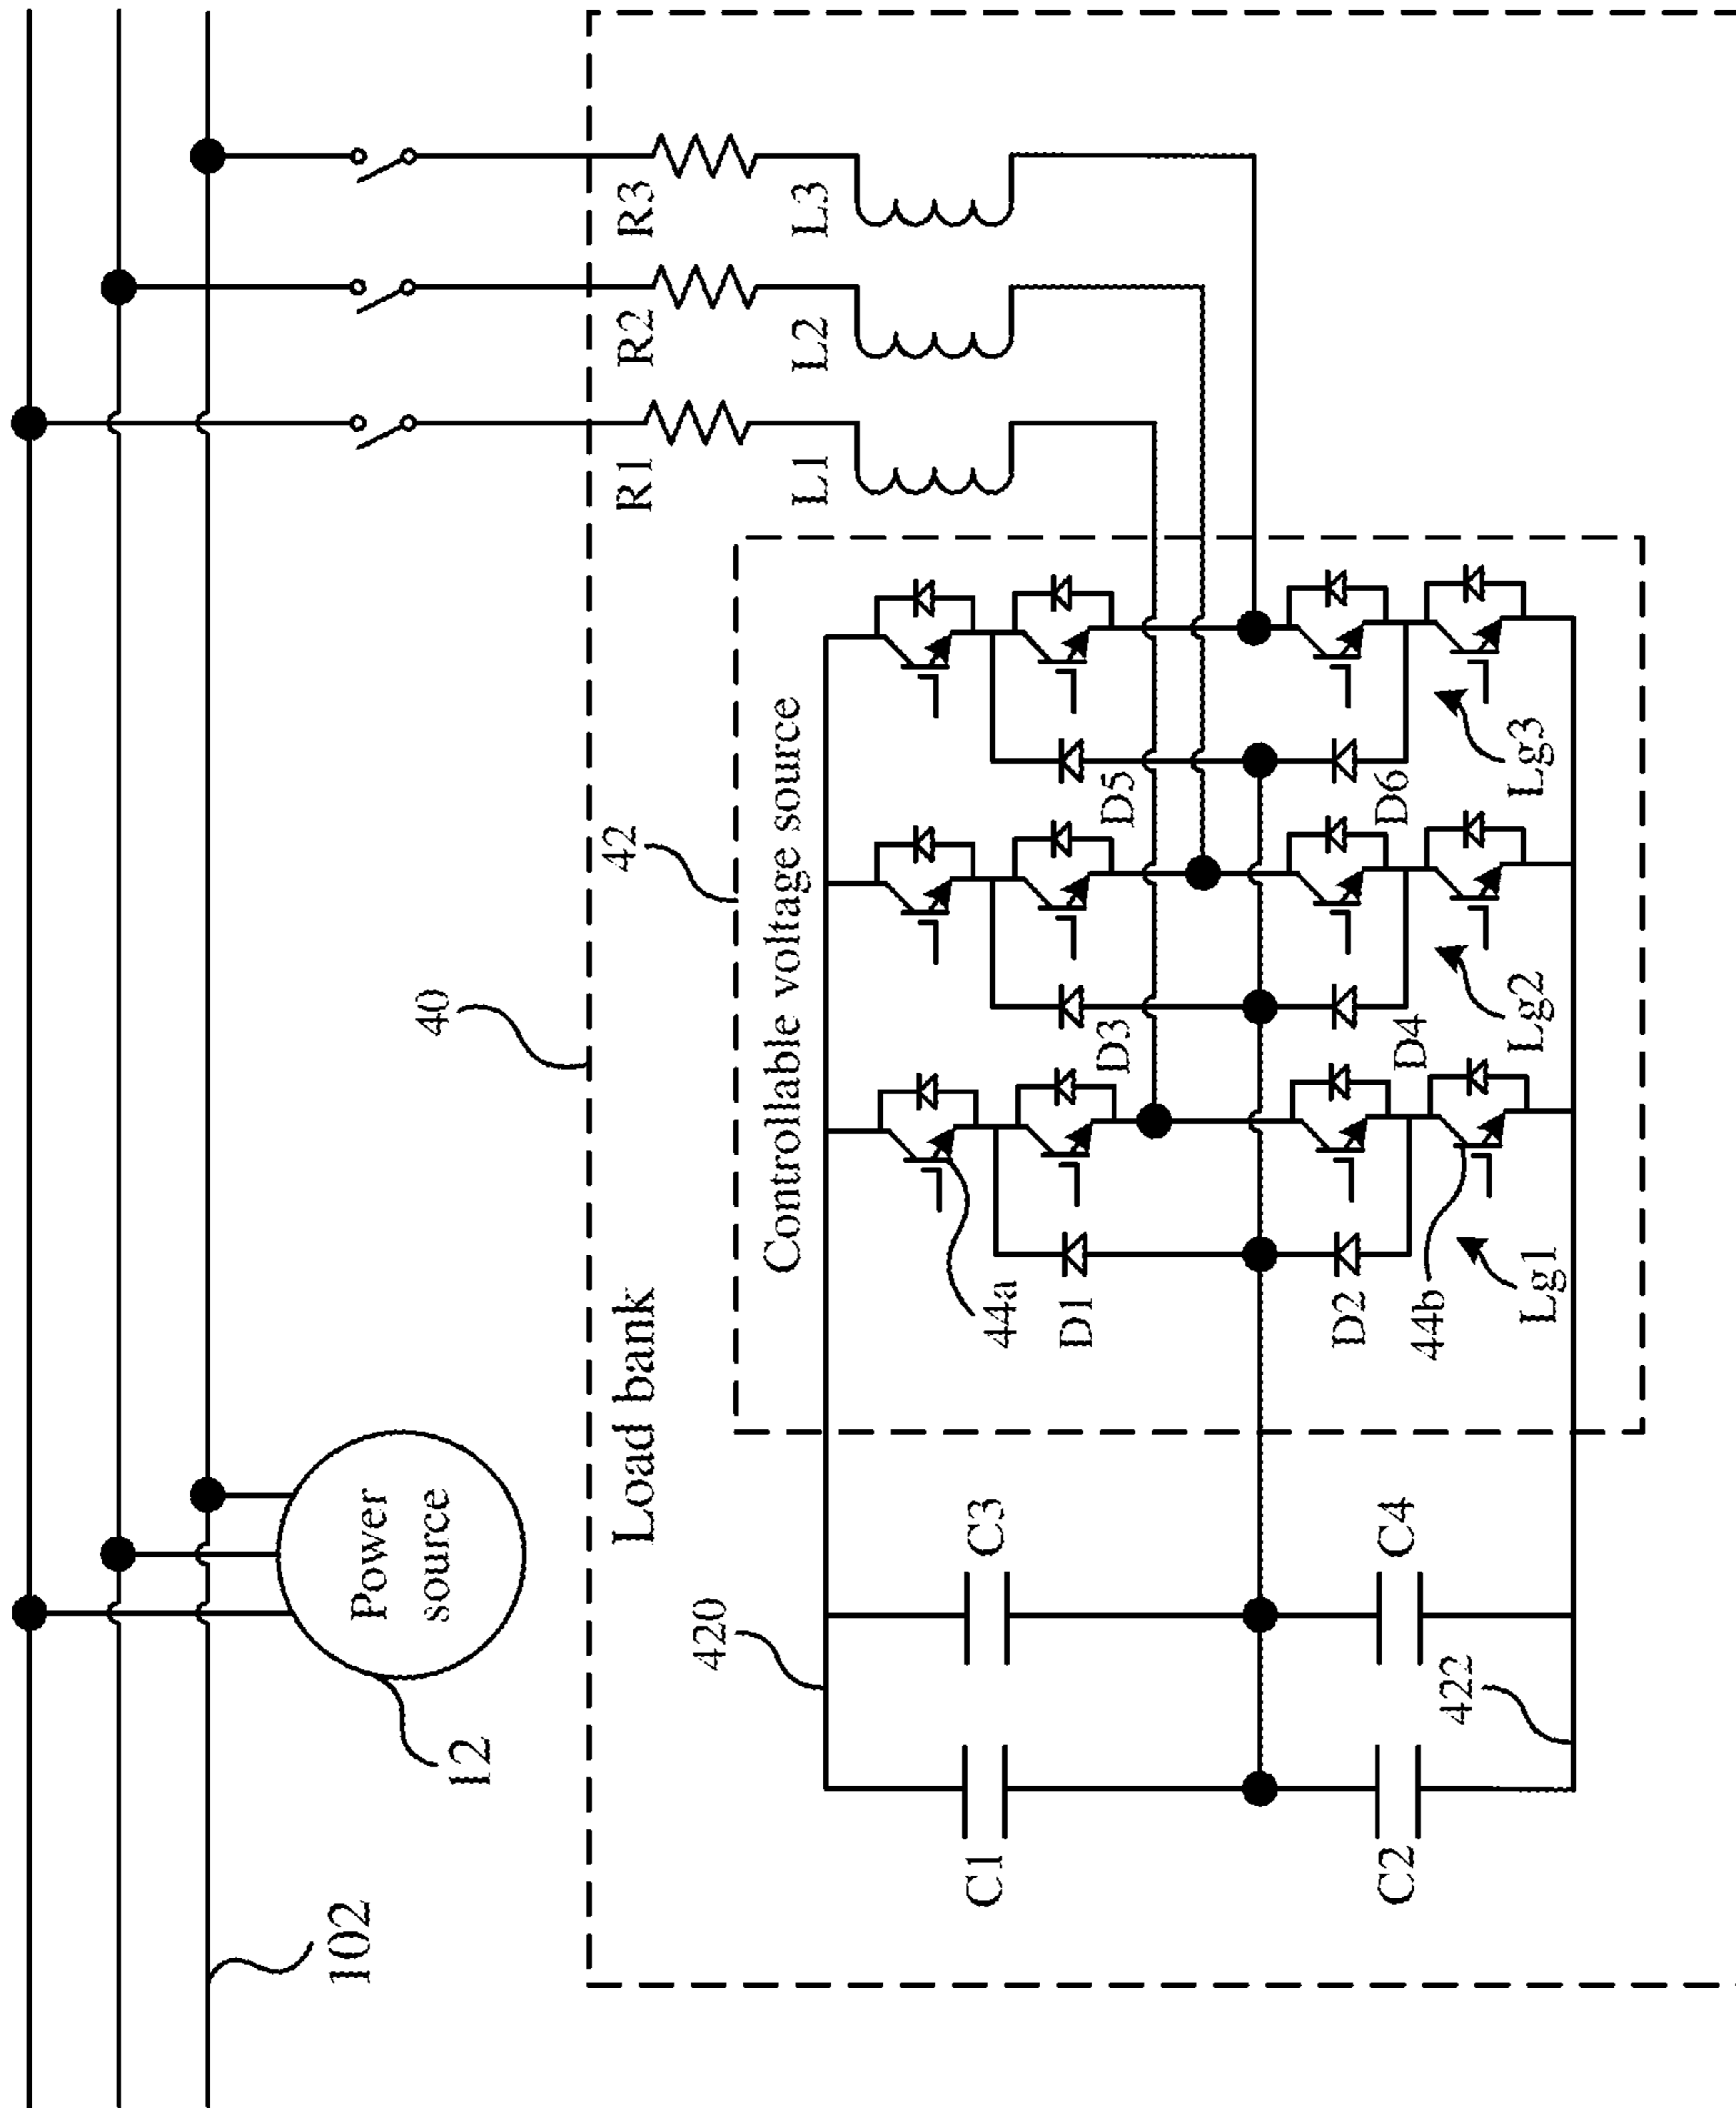 102
12
Power
source
40
Load bank
R1
R2
R3
L1
L2
L3
42
Controllable voltage source
420
C1
C3
44a
D1
D3
D5
C2
C4
422
D2
D4
D6
44b
Lg1
Lg2
Lg3